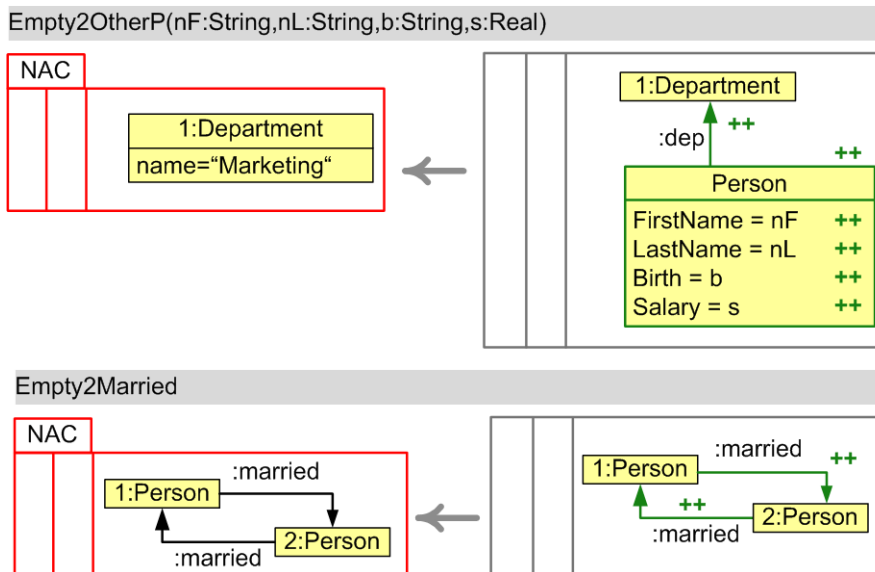 Empty2OtherP(nF:String,nL:String,b:String,s:Real)
NAC
1:Department
name=“Marketing“
1:Department
:dep
++
++
Person
FirstName = nF ++
LastName = nL ++
Birth = b ++
Salary = s ++
Empty2Married
NAC
:married
1:Person
2:Person
:married
:married
++
1:Person
++
2:Person
:married